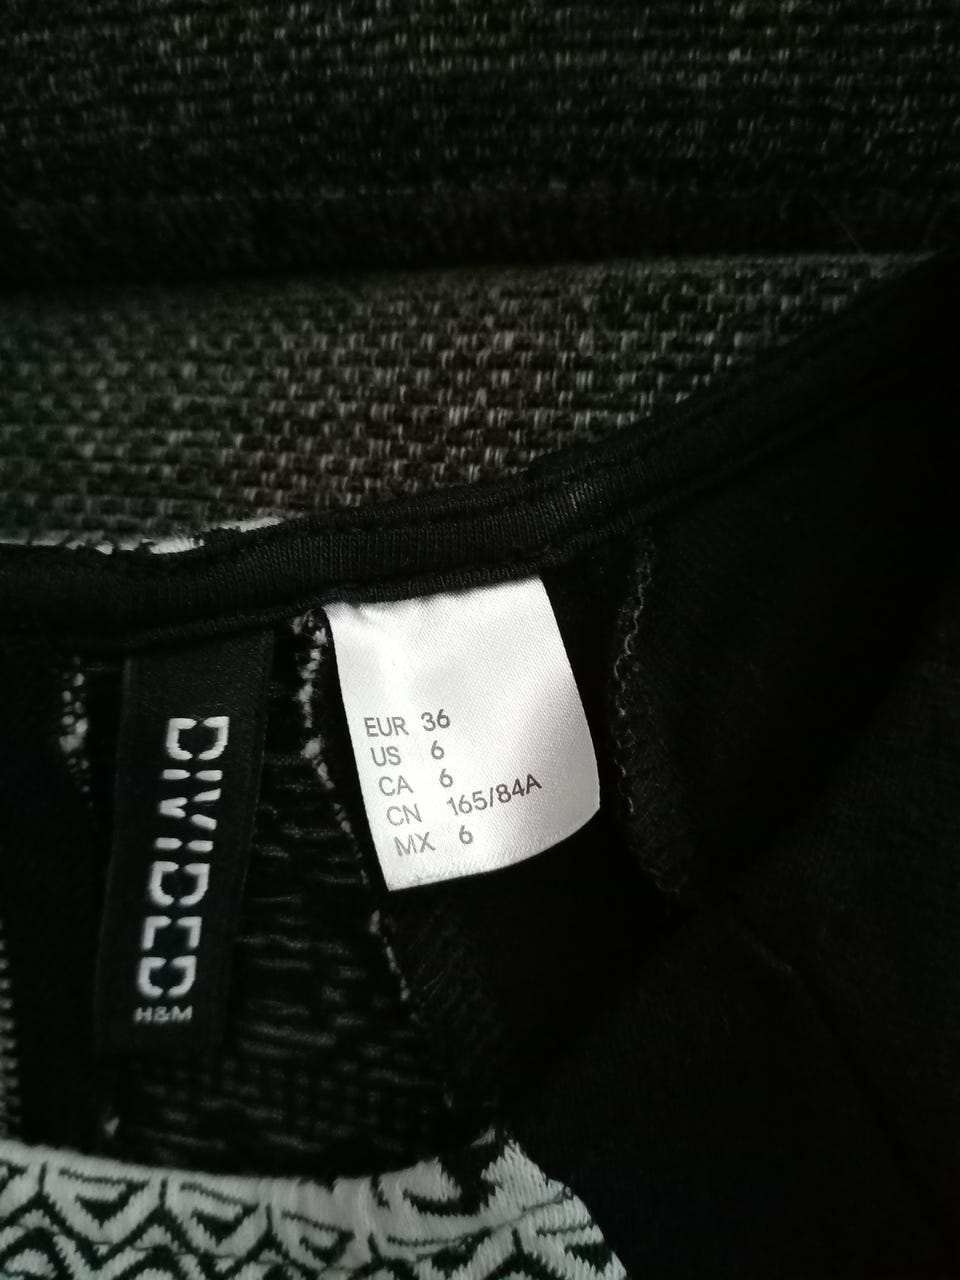 DIVIDED
H&M
EUR 36
US 6
CA 6
CN 165/84A
MX 6